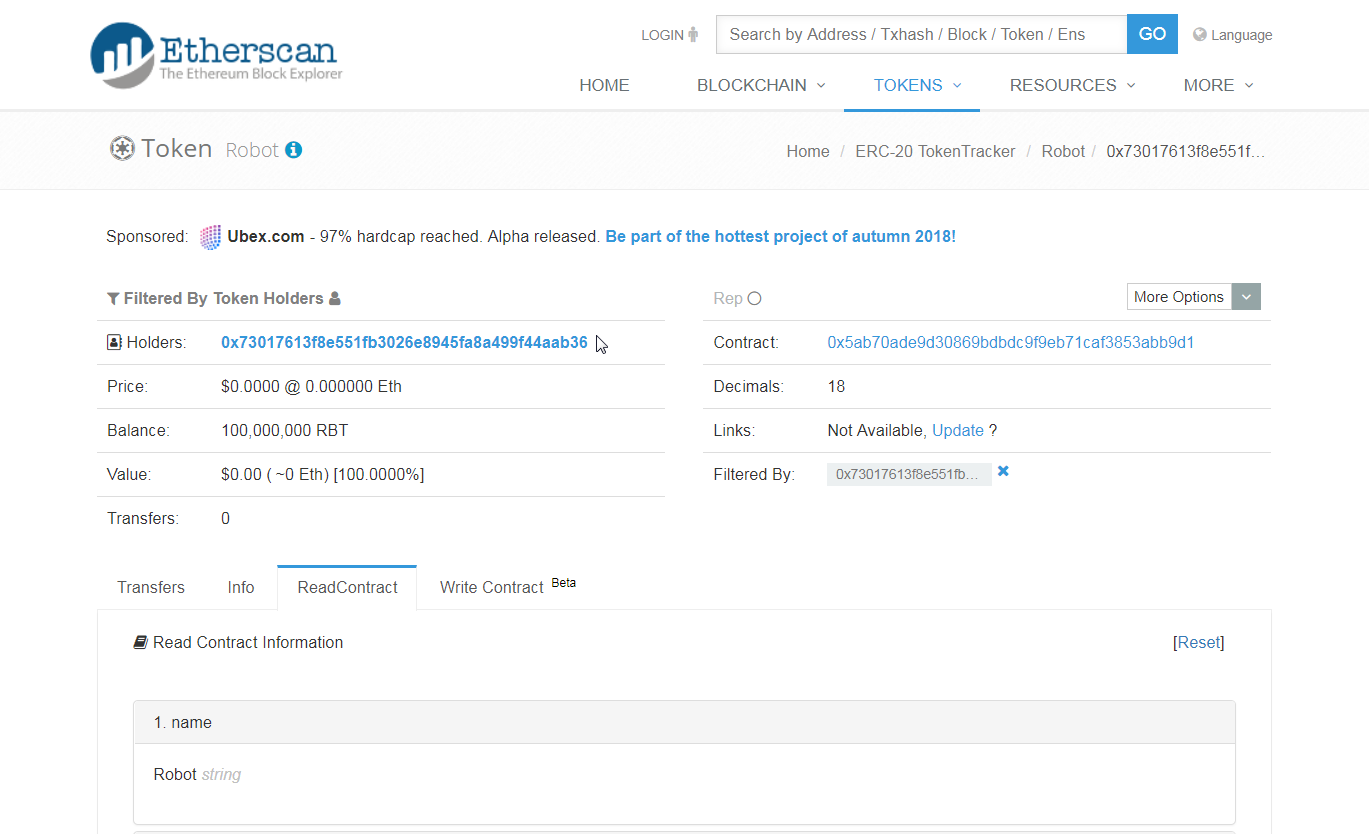 Etherscan
The Ethereum Block Explorer
LOGIN
Search by Address / Txhash / Block / Token / Ens
GO
Language
HOME
BLOCKCHAIN
TOKENS
RESOURCES
MORE
Token Robot
Home / ERC-20 TokenTracker / Robot / 0x73017613f8e551f...
Sponsored: Ubex.com - 97% hardcap reached. Alpha released. Be part of the hottest project of autumn 2018!
Filtered By Token Holders
Holders: 0x73017613f8e551fb3026e8945fa8a499f44aab36
Price: $0.0000 @ 0.000000 Eth
Balance: 100,000,000 RBT
Value: $0.00 ( ~0 Eth) [100.0000%]
Transfers: 0
Rep
More Options
Contract: 0x5ab70ade9d30869bdbdc9f9eb71caf3853abb9d1
Decimals: 18
Links: Not Available, Update ?
Filtered By: 0x73017613f8e551fb...
Transfers
Info
ReadContract
Write Contract Beta
Read Contract Information
[Reset]
1. name
Robot string